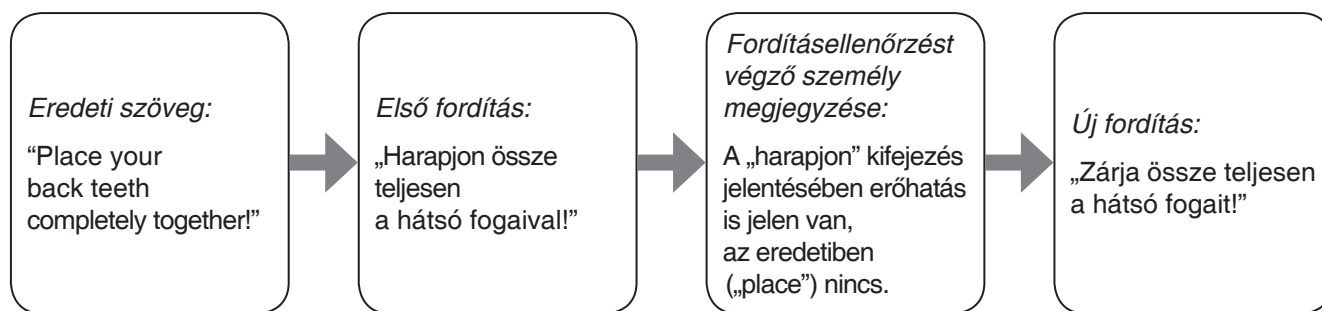 Eredeti szöveg:
“Place your
back teeth
completely together!”
Első fordítás:
„Harapjon össze
teljesen
a hátsó fogaival!”
Fordításellenőrzést
végző személy
megjegyzése:
A „harapjon” kifejezés
jelentésében erőhatás
is jelen van,
az eredetiben
(„place”) nincs.
Új fordítás:
„Zárja össze teljesen
a hátsó fogait!”